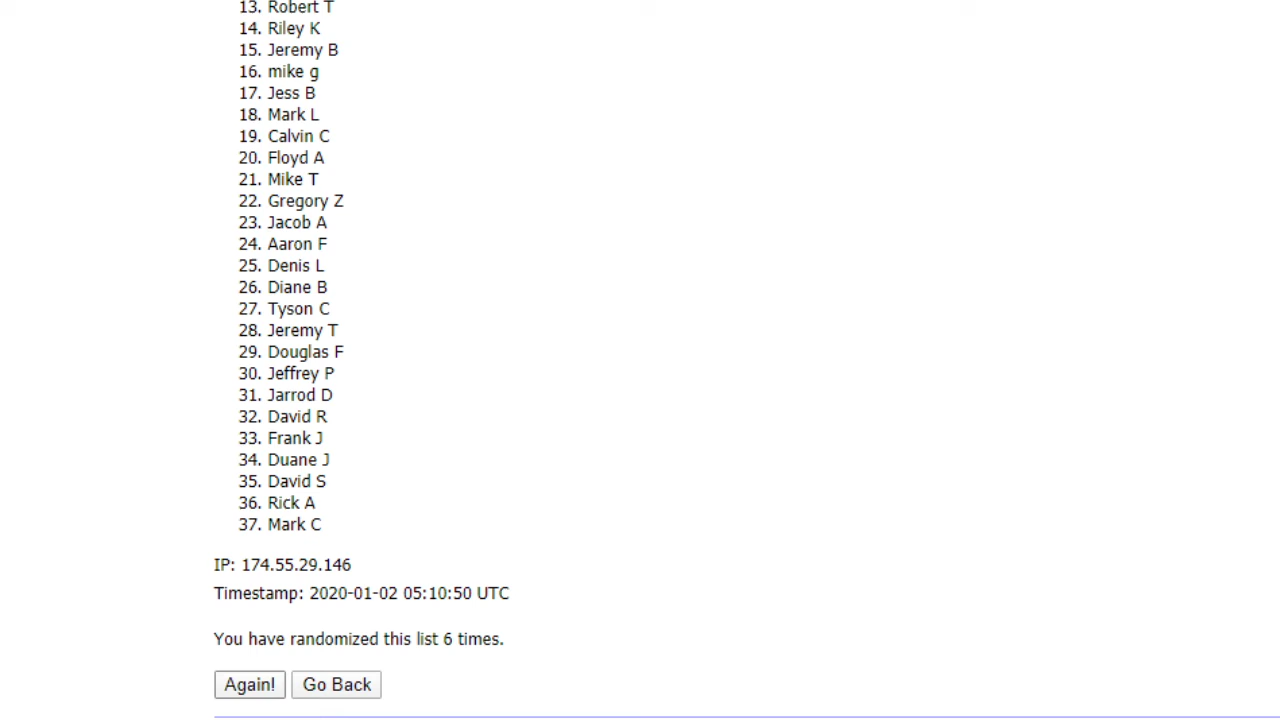 13. Robert T
14. Riley K
15. Jeremy B
16. mike g
17. Jess B
18. Mark L
19. Calvin C
20. Floyd A
21. Mike T
22. Gregory Z
23. Jacob A
24. Aaron F
25. Denis L
26. Diane B
27. Tyson C
28. Jeremy T
29. Douglas F
30. Jeffrey P
31. Jarrod D
32. David R
33. Frank J
34. Duane J
35. David S
36. Rick A
37. Mark C
IP: 174.55.29.146
Timestamp: 2020-01-02 05:10:50 UTC
You have randomized this list 6 times.
Again! Go Back